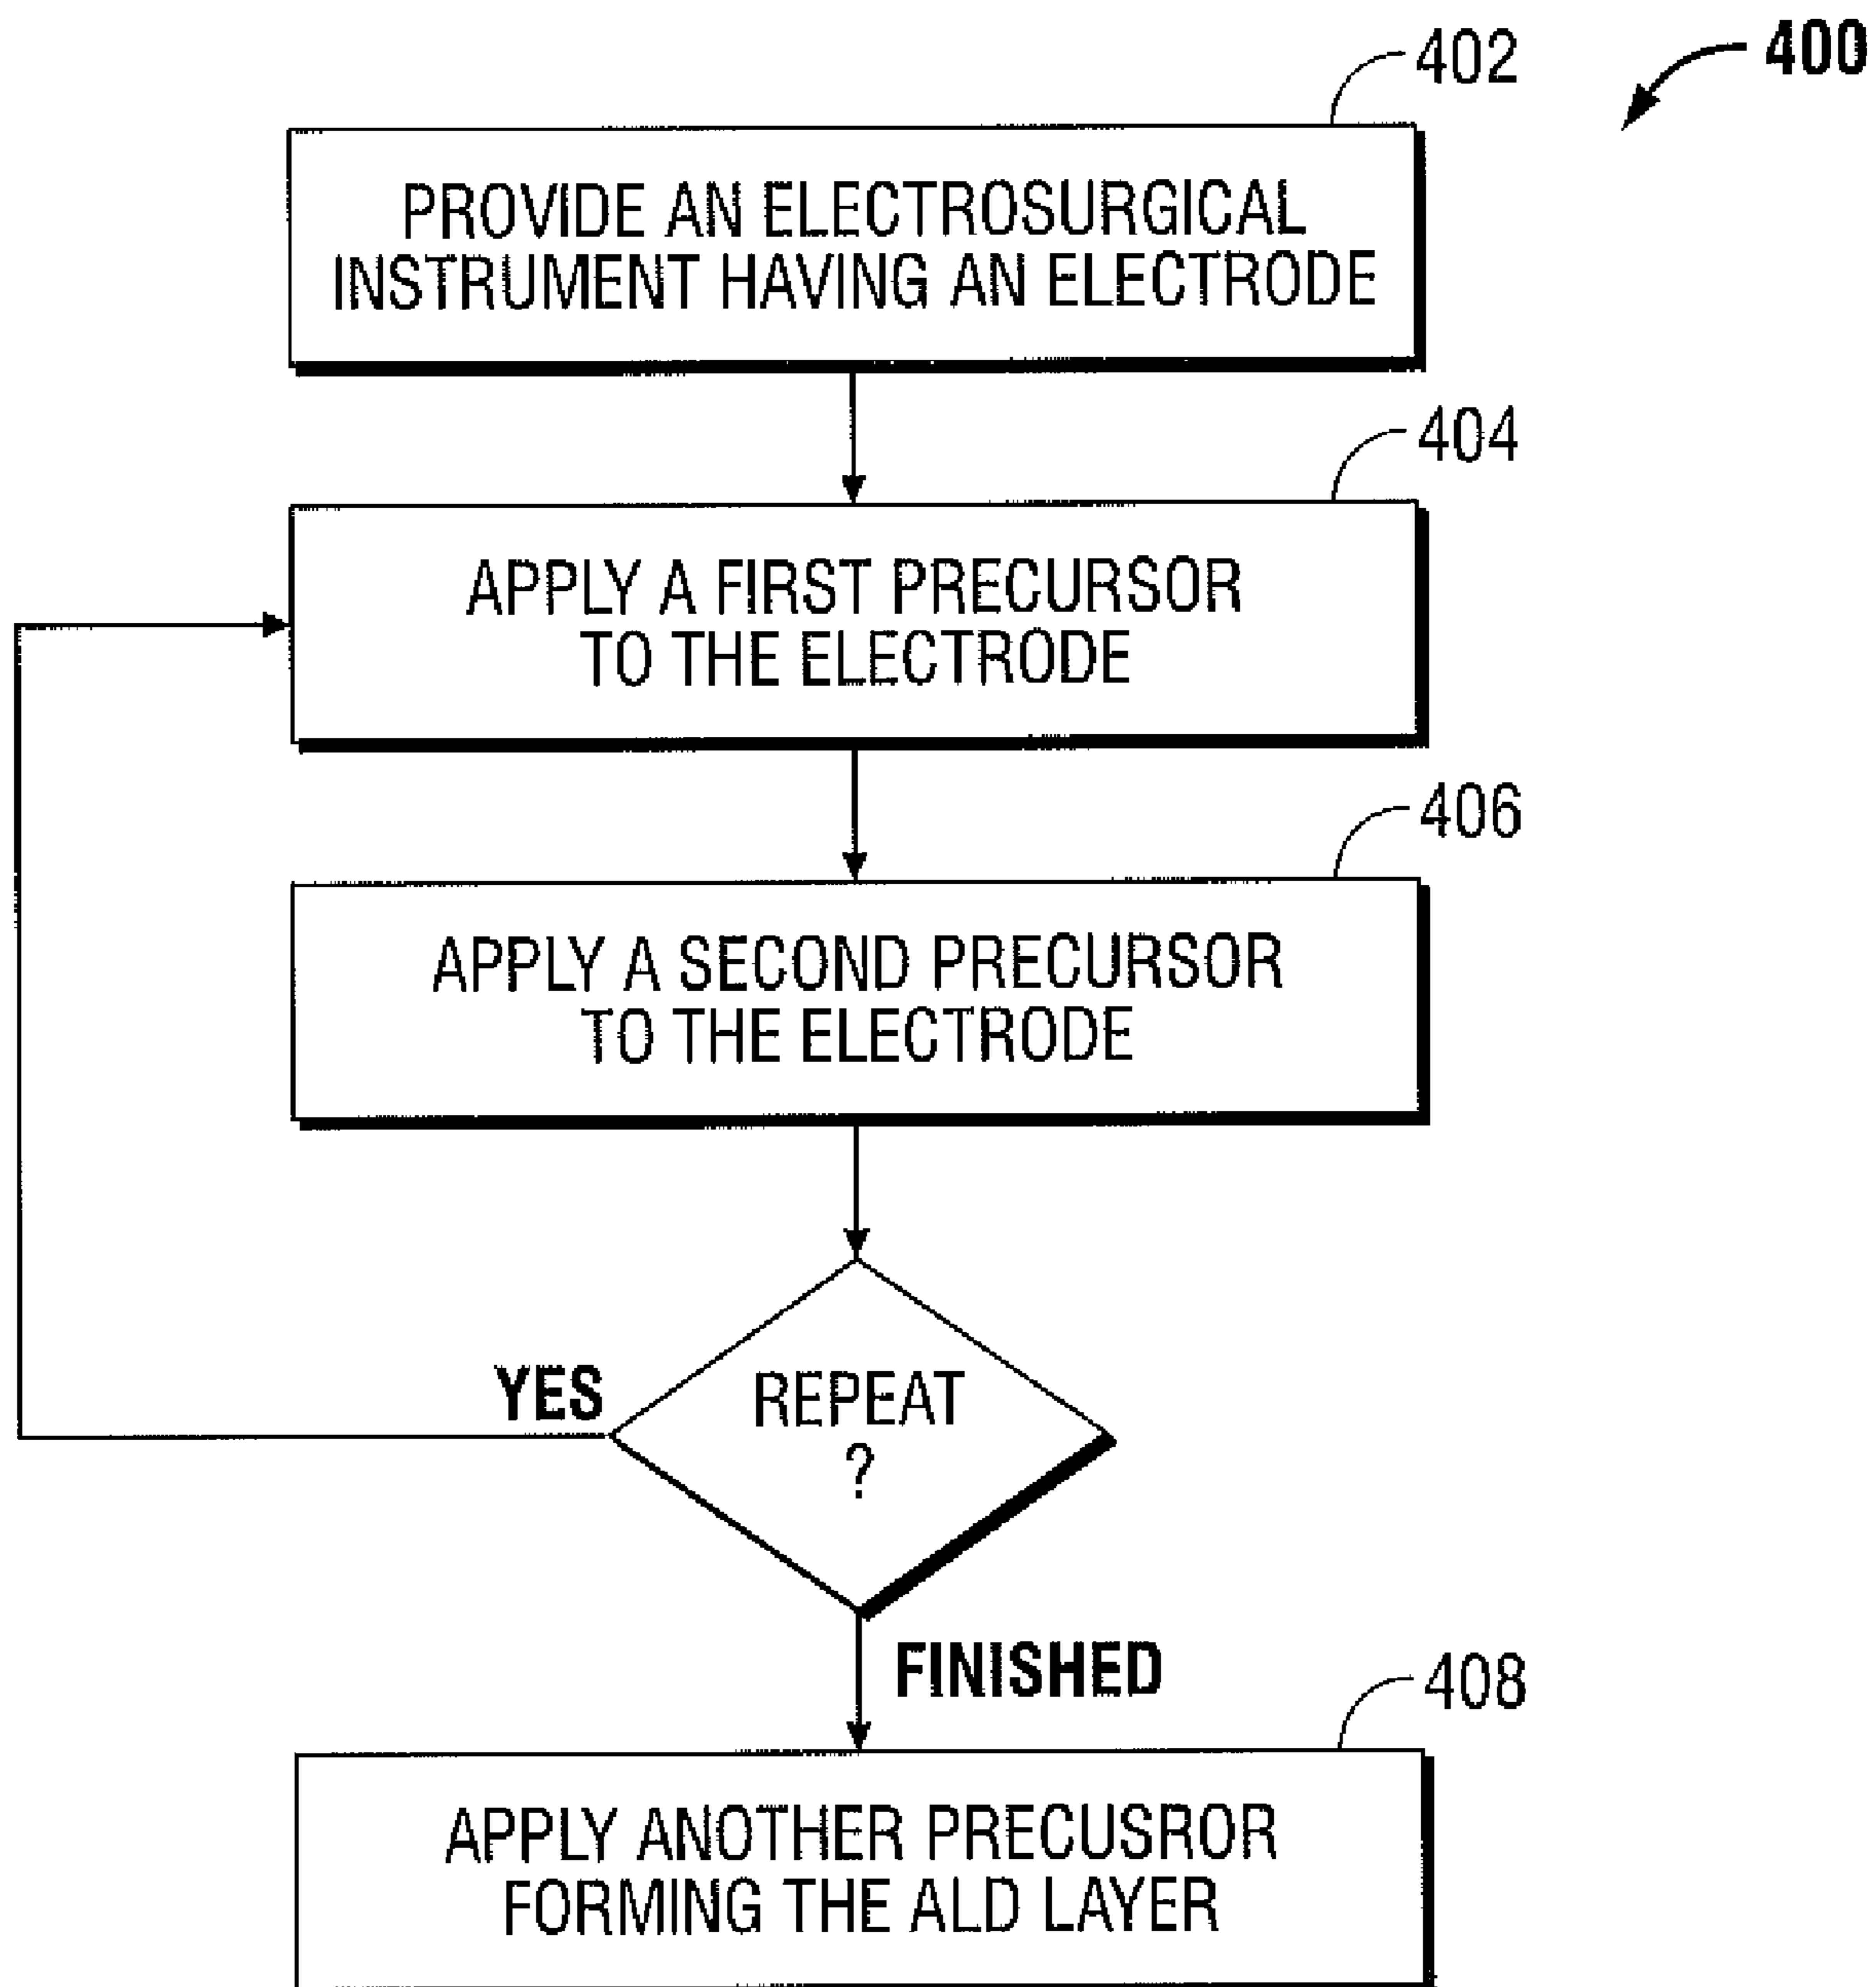 400
402
PROVIDE AN ELECTROSURGICAL
INSTRUMENT HAVING AN ELECTRODE
404
APPLY A FIRST PRECURSOR
TO THE ELECTRODE
406
APPLY A SECOND PRECURSOR
TO THE ELECTRODE
YES
REPEAT
?
FINISHED
408
APPLY ANOTHER PRECUSROR
FORMING THE ALD LAYER